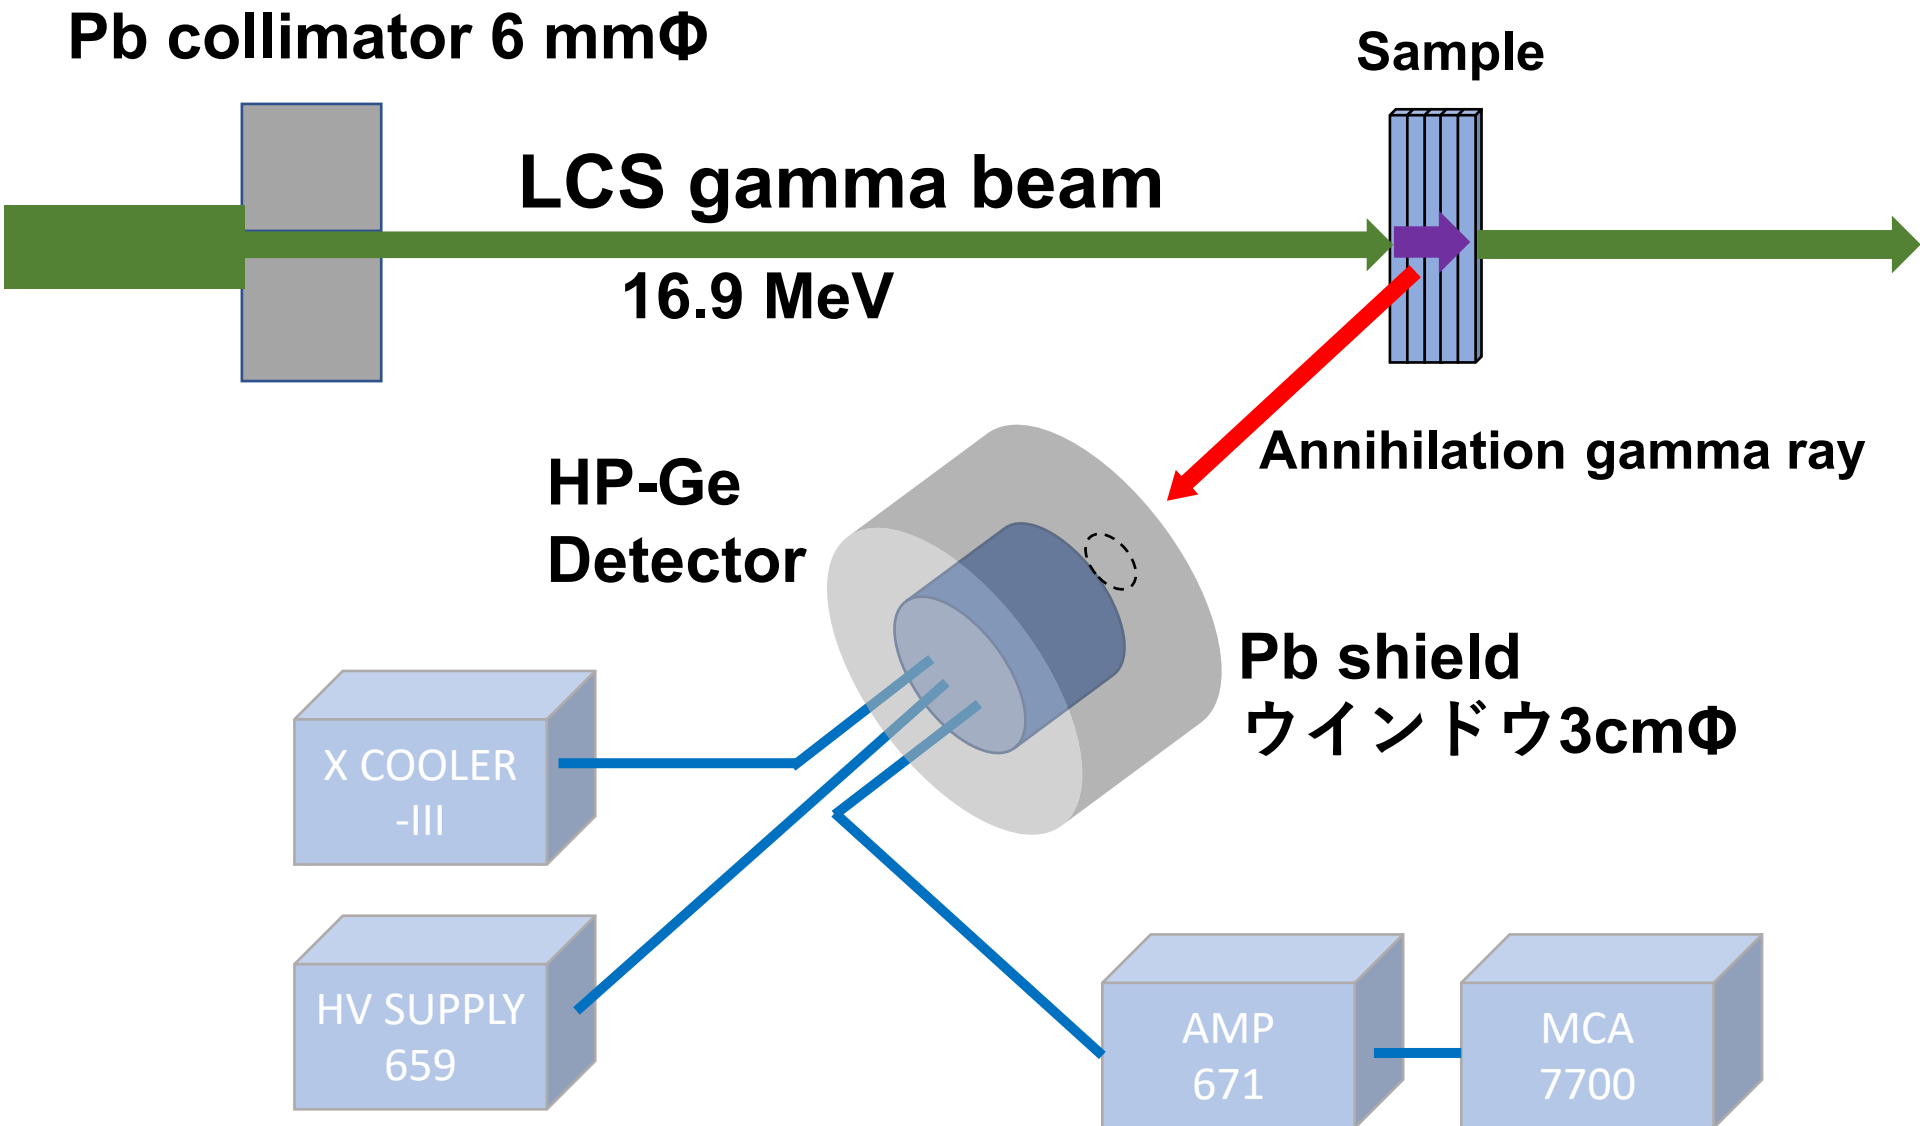 Pb collimator 6 mmΦ
Sample
LCS gamma beam
16.9 MeV
Annihilation gamma ray
HP-Ge
Detector
Pb shield
ウインドウ3cmΦ
X COOLER
-III
HV SUPPLY
659
AMP
671
MCA
7700